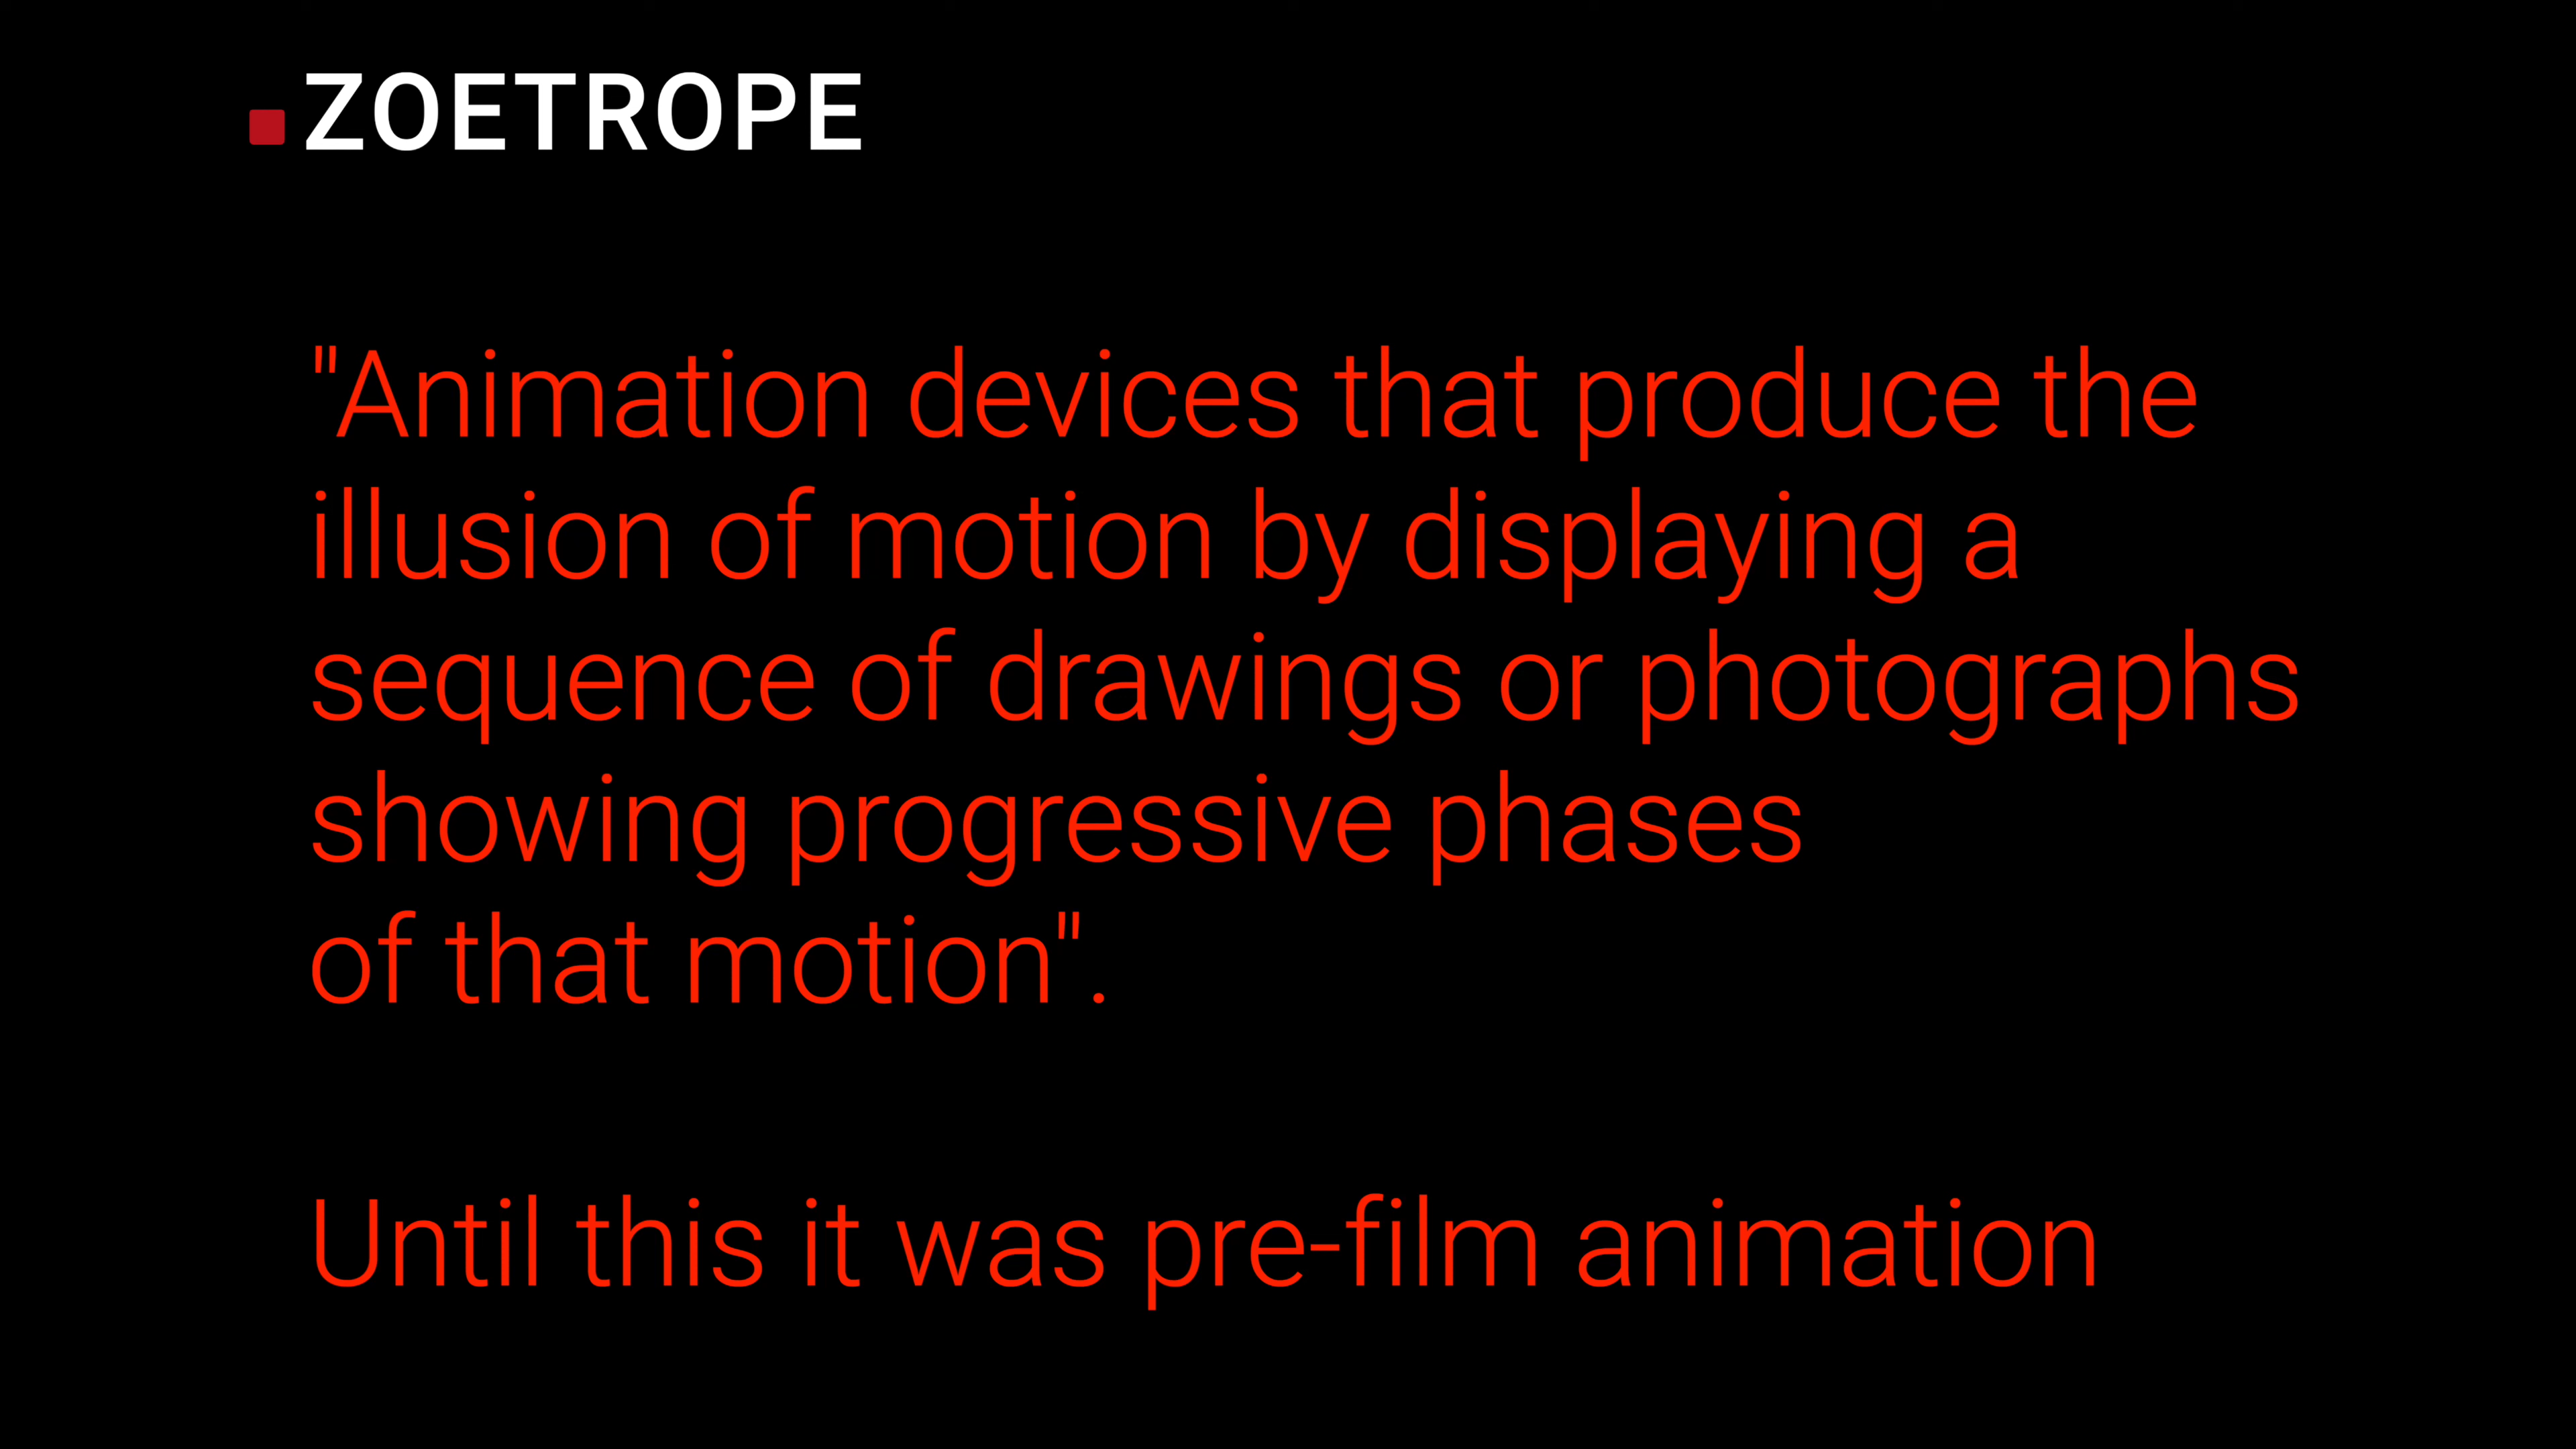 ZOETROPE
"Animation devices that produce the
illusion of motion by displaying a
sequence of drawings or photographs
showing progressive phases
of that motion".
Until this it was pre-film animation